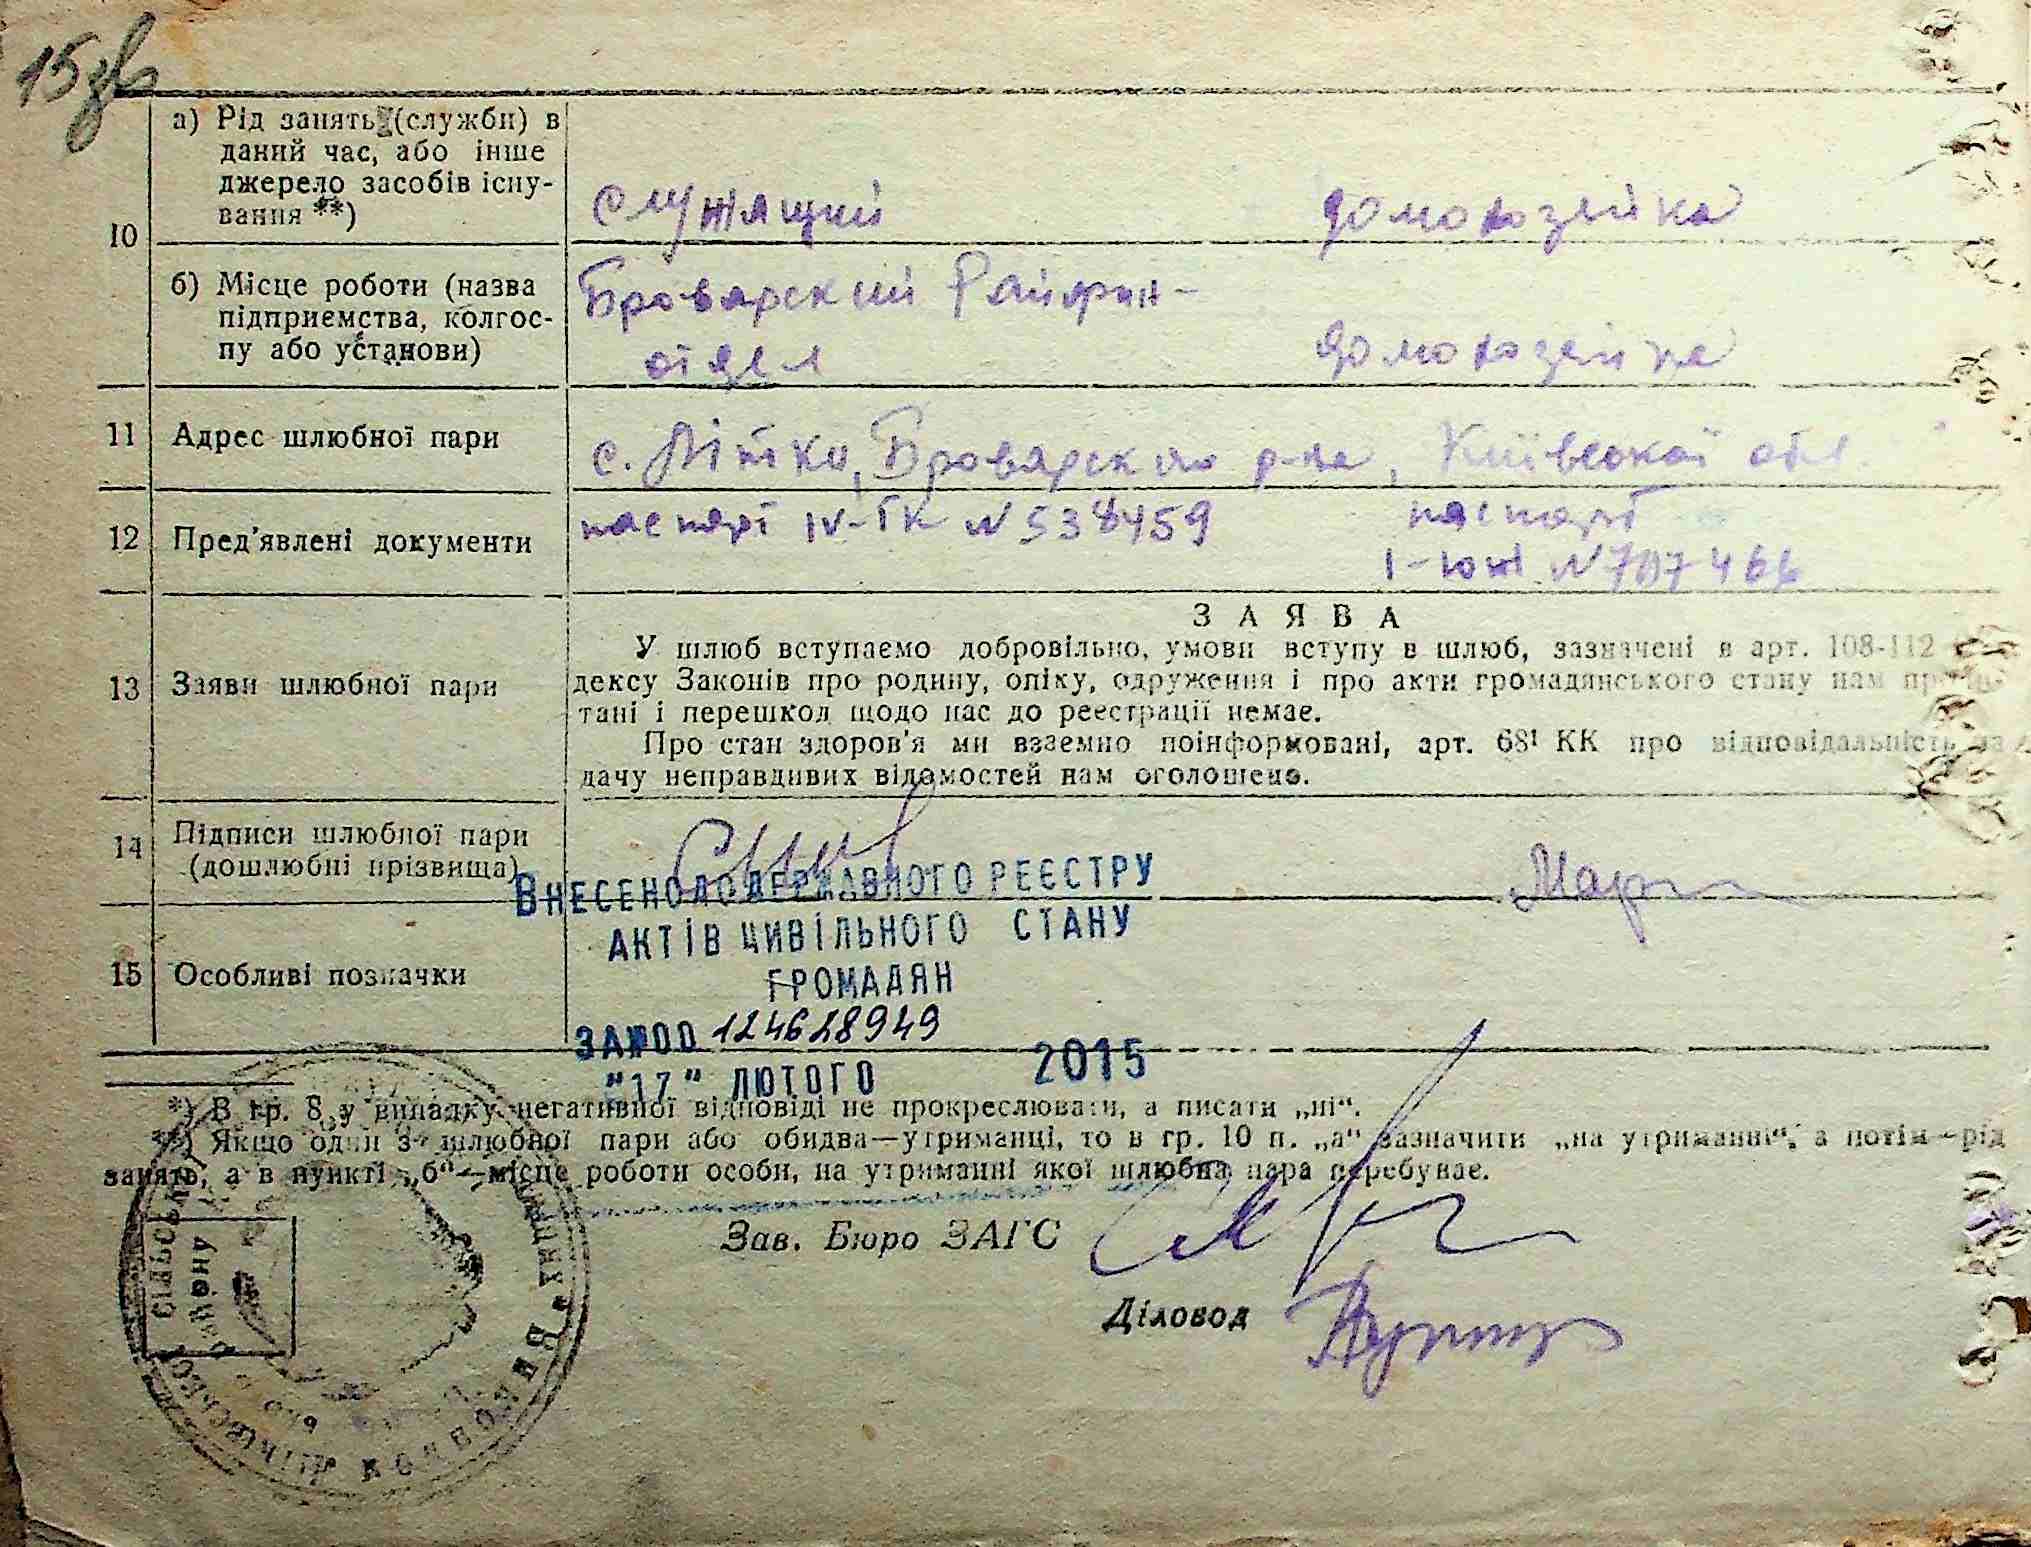 15
10
а) Рід занять (служби) в
даний час, або інше
джерело засобів існу-
вання **)
служящий
домохозяйка
б) Місце роботи (назва
підприємства, колгос-
пу або установи)
Броварский Райфин-
отдел
домохозяйка
11 Адрес шлюбної пари
с. Літки, Броварского р-на, Київскої обл.
12 Пред'явлені документи
паспорт IV-ТК N 538459
паспорт
I-ЮК N 707466
13 Заяви шлюбної пари
ЗАЯВА
У шлюб вступаємо добровільно, умови вступу в шлюб, зазначені в арт. 108-112
дексу Законів про родину, опіку, одруження і про акти громадянського стану нам
тані і перешкод щодо нас до реєстрації немає.
Про стан здоров'я ми взаємно поінформовані, арт. 68¹ КК про відповідальність за
дачу неправдивих відомостей нам оголошено.
14 Підписи шлюбної пари
(дошлюбні прізвища)
ВНЕСЕНО ДО ДЕРЖАВНОГО РЕЄСТРУ
АКТІВ ЦИВІЛЬНОГО СТАНУ
ГРОМАДЯН
ЗА №00 124628949
"17" ЛЮТОГО 2015
15 Особливі позначки
*) В гр. 8 у випадку негативної відповіді не прокреслювати, а писати „ні“.
**) Якщо один з шлюбної пари або обидва—утриманці, то в гр. 10 п. „а“ зазначити „на утриманні“, а потім—рід
занять, а в пункті „б“—місце роботи особи, на утриманні якої шлюбна пара перебуває.
Зав. Бюро ЗАГС
Діловод